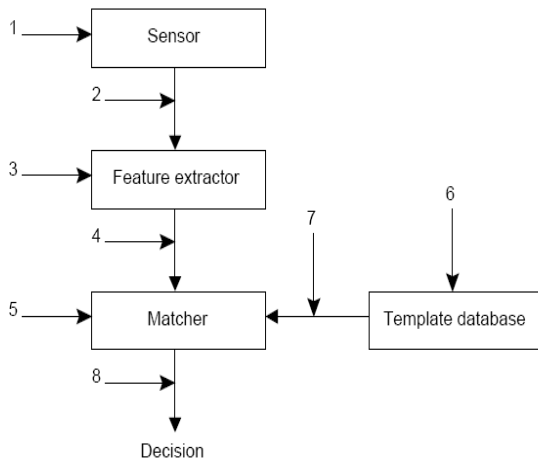 1
Sensor
2
3
Feature extractor
6
7
4
5
Matcher
Template database
8
Decision